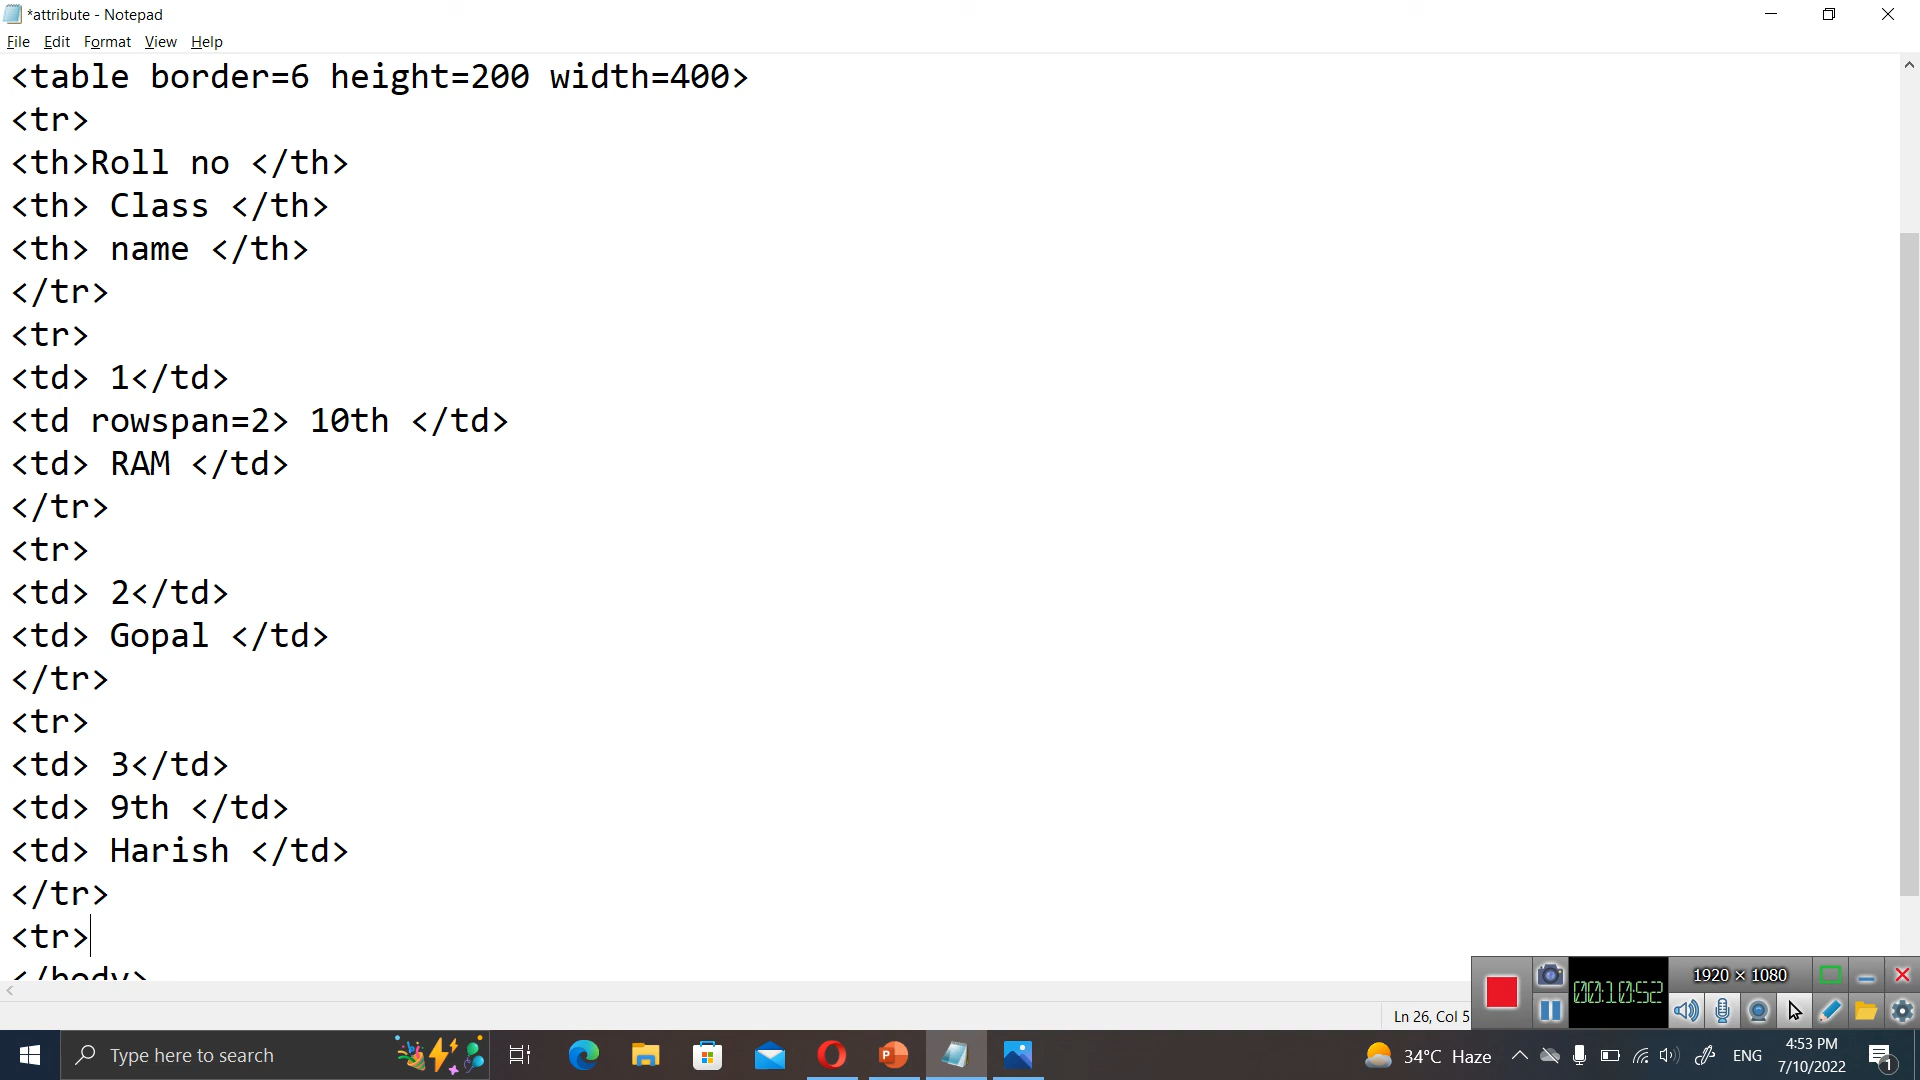 *attribute - Notepad
File Edit Format View Help
<table border=6 height=200 width=400>
<tr>
<th>Roll no </th>
<th> Class </th>
<th> name </th>
</tr>
<tr>
<td> 1</td>
<td rowspan=2> 10th </td>
<td> RAM </td>
</tr>
<tr>
<td> 2</td>
<td> Gopal </td>
</tr>
<tr>
<td> 3</td>
<td> 9th </td>
<td> Harish </td>
</tr>
<tr>
</body>
1920 × 1080
00:10:52
Ln 26, Col 5
Type here to search
34°C Haze
ENG
4:53 PM
7/10/2022
1